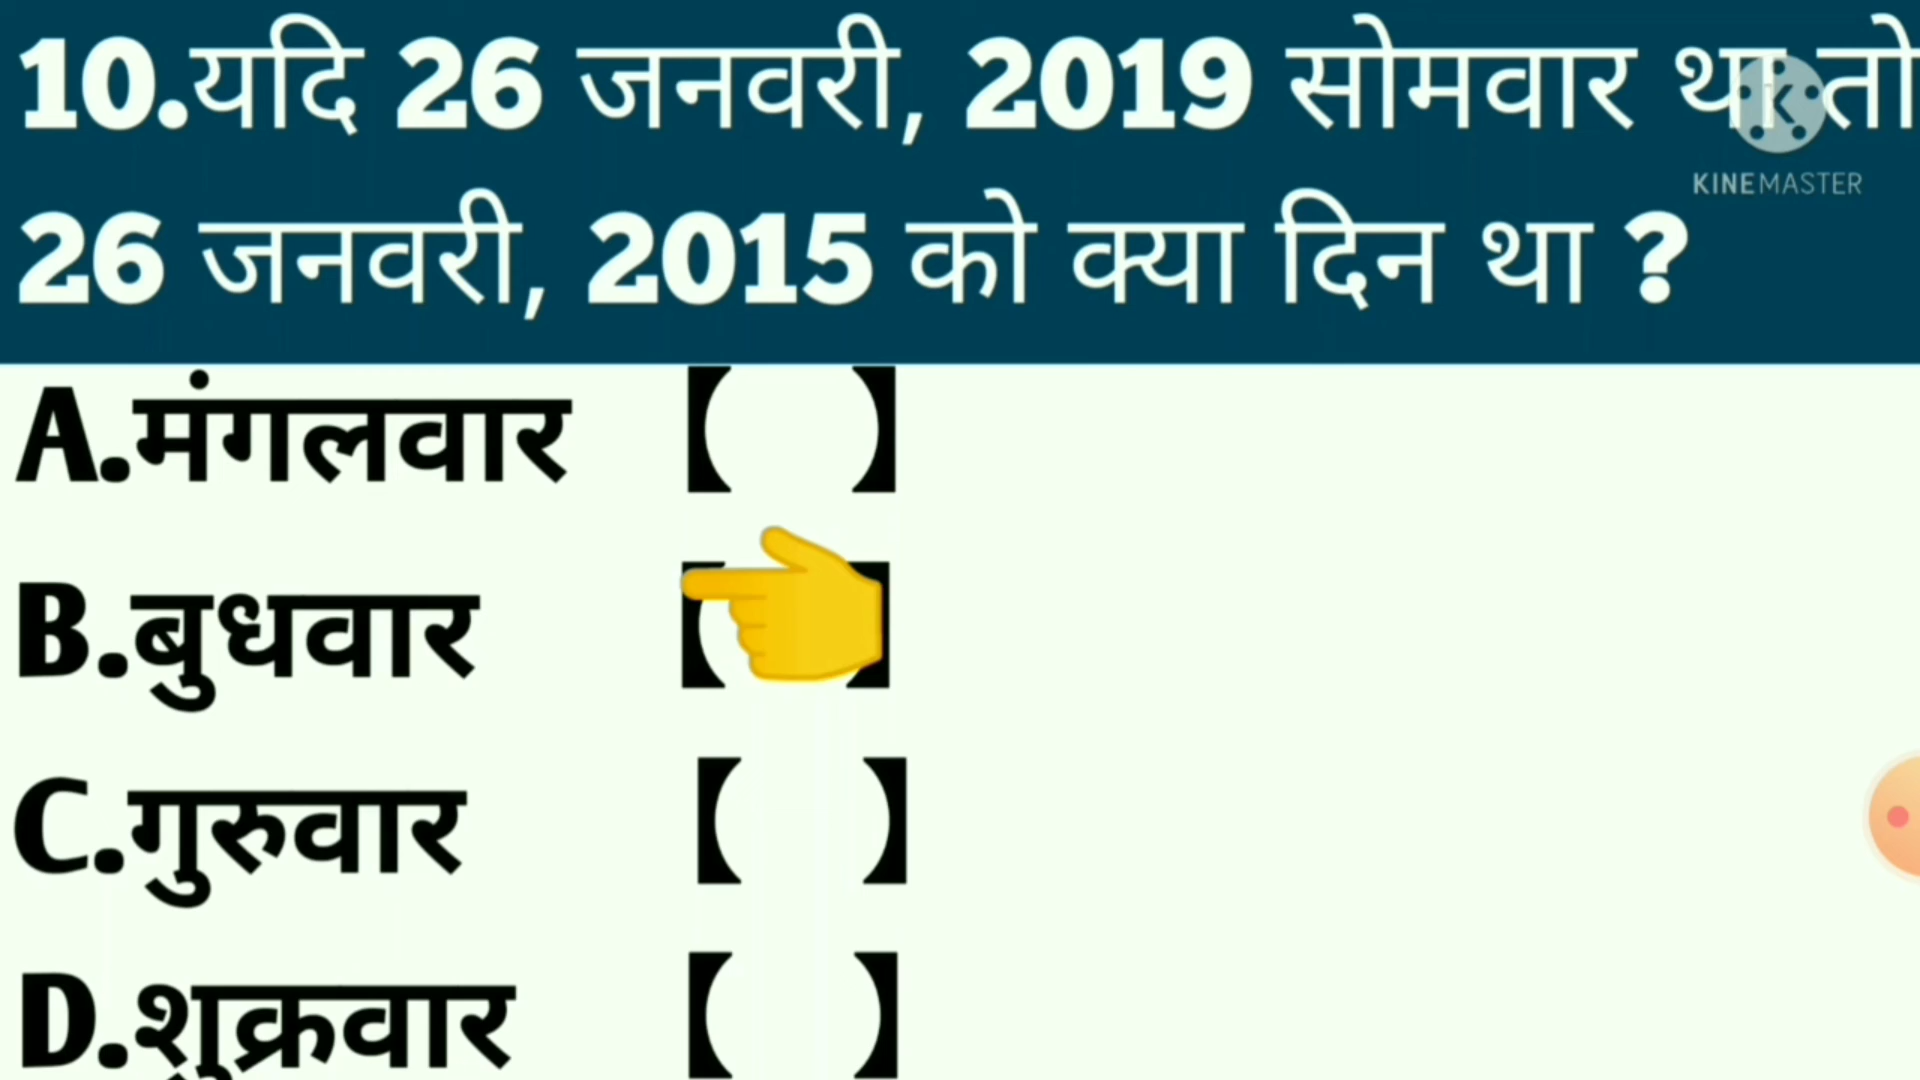 10.यदि 26 जनवरी, 2019 सोमवार था तो
KINEMASTER
26 जनवरी, 2015 को क्या दिन था ?
A.मंगलवार 【 】
B.बुधवार 【 】
C.गुरुवार 【 】
D.शुक्रवार 【 】